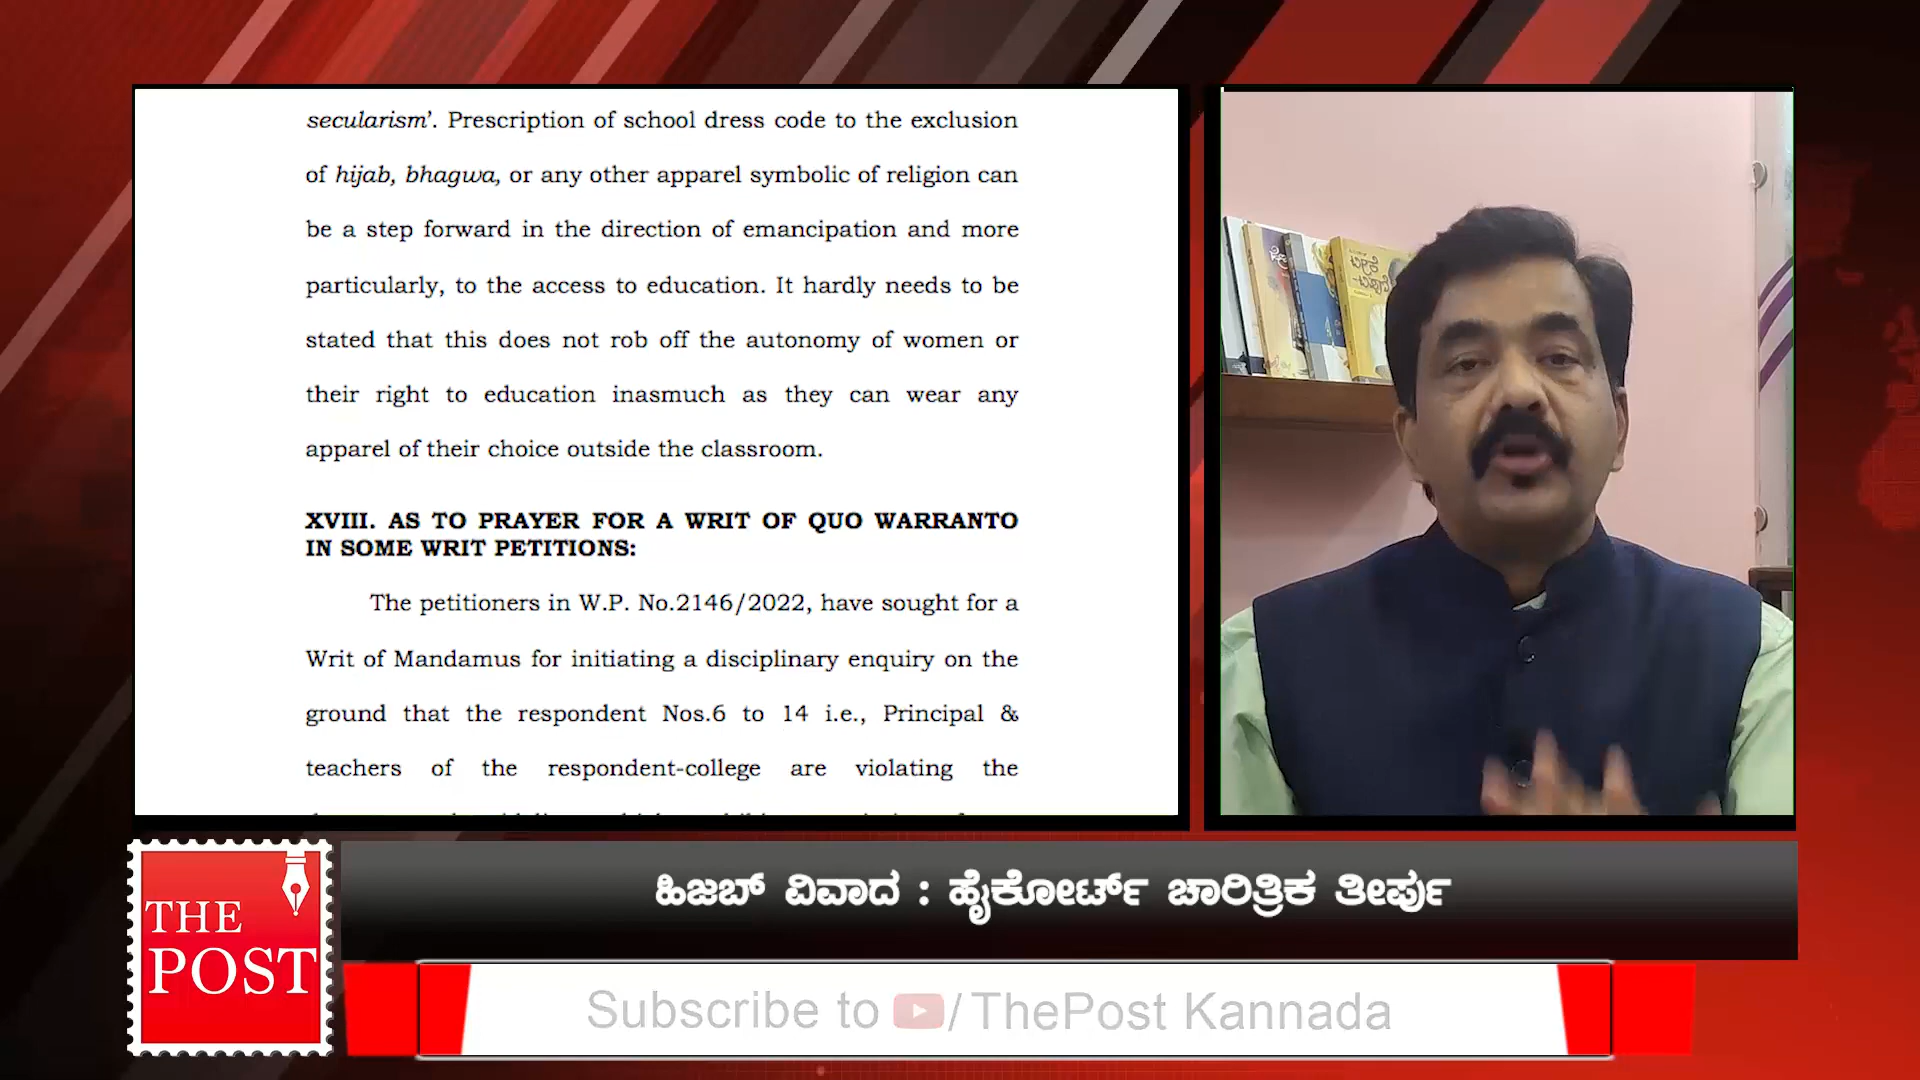 secularism'. Prescription of school dress code to the exclusion
of hijab, bhagwa, or any other apparel symbolic of religion can
be a step forward in the direction of emancipation and more
particularly, to the access to education. It hardly needs to be
stated that this does not rob off the autonomy of women or
their right to education inasmuch as they can wear any
apparel of their choice outside the classroom.
XVIII. AS TO PRAYER FOR A WRIT OF QUO WARRANTO
IN SOME WRIT PETITIONS:
The petitioners in W.P. No.2146/2022, have sought for a
Writ of Mandamus for initiating a disciplinary enquiry on the
ground that the respondent Nos.6 to 14 i.e., Principal &
teachers of the respondent-college are violating the
THE
POST
ಹಿಜಬ್ ವಿವಾದ : ಹೈಕೋರ್ಟ್ ಚಾರಿತ್ರಿಕ ತೀರ್ಪು
Subscribe to /ThePost Kannada